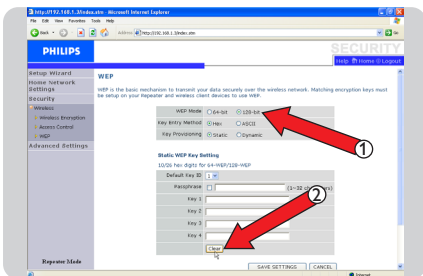 http://192.168.1.3/index.stm - Microsoft Internet Explorer
File Edit View Favorites Tools Help
Back
Address http://192.168.1.3/index.stm
Go
PHILIPS
SECURITY
Help Home Logout
Setup Wizard
Home Network Settings
Security
Wireless
Wireless Encryption
Access Control
WEP
Advanced Settings
Repeater Mode
WEP
WEP is the basic mechanism to transmit your data securely over the wireless network. Matching encryption keys must
be setup on your Repeater and wireless client devices to use WEP.
WEP Mode 64-bit 128-bit
Key Entry Method Hex ASCII
Key Provisioning Static Dynamic
1
Static WEP Key Setting
10/26 hex digits for 64-WEP/128-WEP
Default Key ID 1
Passphrase (1~30
Key 1
Key 2
Key 3
Key 4
2
Clear
SAVE SETTINGS CANCEL
Internet